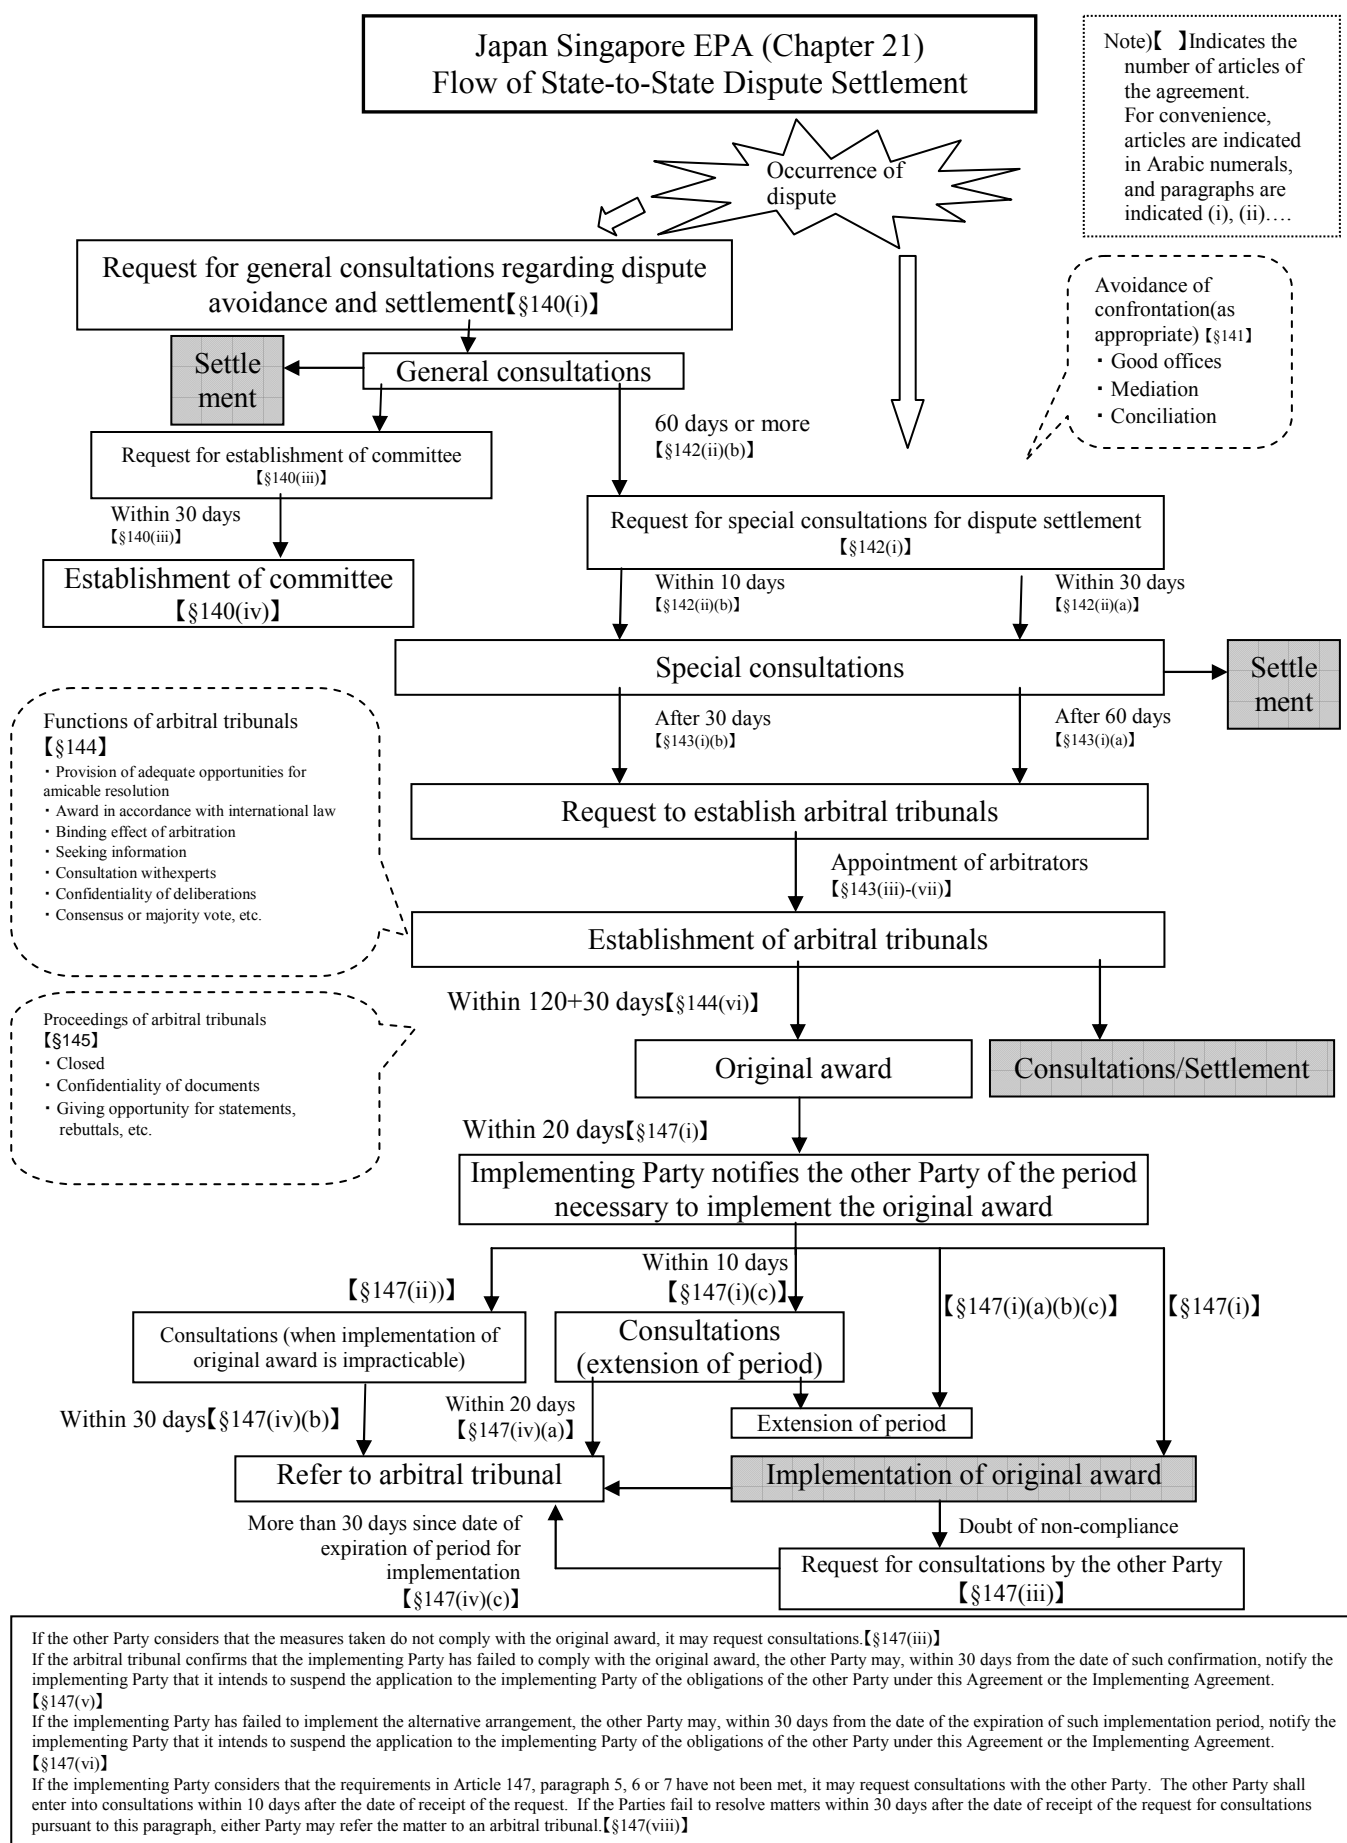 Japan Singapore EPA (Chapter 21)
Flow of State-to-State Dispute Settlement
Note)【　】Indicates the
number of articles of
the agreement.
For convenience,
articles are indicated
in Arabic numerals,
and paragraphs are
indicated (i), (ii)….
Occurrence of
dispute
Request for general consultations regarding dispute
avoidance and settlement【§140(i)】
Avoidance of
confrontation(as
appropriate)【§141】
・Good offices
・Mediation
・Conciliation
Settle
ment
General consultations
60 days or more
【§142(ii)(b)】
Request for establishment of committee
【§140(iii)】
Within 30 days
【§140(iii)】
Request for special consultations for dispute settlement
【§142(i)】
Establishment of committee
【§140(iv)】
Within 10 days
【§142(ii)(b)】
Within 30 days
【§142(ii)(a)】
Special consultations
Settle
ment
After 30 days
【§143(i)(b)】
After 60 days
【§143(i)(a)】
Functions of arbitral tribunals
【§144】
・Provision of adequate opportunities for
amicable resolution
・Award in accordance with international law
・Binding effect of arbitration
・Seeking information
・Consultation withexperts
・Confidentiality of deliberations
・Consensus or majority vote, etc.
Request to establish arbitral tribunals
Appointment of arbitrators
【§143(iii)-(vii)】
Establishment of arbitral tribunals
Within 120+30 days【§144(vi)】
Proceedings of arbitral tribunals
【§145】
・Closed
・Confidentiality of documents
・Giving opportunity for statements,
rebuttals, etc.
Original award
Consultations/Settlement
Within 20 days【§147(i)】
Implementing Party notifies the other Party of the period
necessary to implement the original award
【§147(ii))】
Within 10 days
【§147(i)(c)】
【§147(i)(a)(b)(c)】
【§147(i)】
Consultations (when implementation of
original award is impracticable)
Consultations
(extension of period)
Within 30 days【§147(iv)(b)】
Within 20 days
【§147(iv)(a)】
Extension of period
Refer to arbitral tribunal
Implementation of original award
More than 30 days since date of
expiration of period for
implementation
【§147(iv)(c)】
Doubt of non-compliance
Request for consultations by the other Party
【§147(iii)】
If the other Party considers that the measures taken do not comply with the original award, it may request consultations.【§147(iii)】
If the arbitral tribunal confirms that the implementing Party has failed to comply with the original award, the other Party may, within 30 days from the date of such confirmation, notify the
implementing Party that it intends to suspend the application to the implementing Party of the obligations of the other Party under this Agreement or the Implementing Agreement.
【§147(v)】
If the implementing Party has failed to implement the alternative arrangement, the other Party may, within 30 days from the date of the expiration of such implementation period, notify the
implementing Party that it intends to suspend the application to the implementing Party of the obligations of the other Party under this Agreement or the Implementing Agreement.
【§147(vi)】
If the implementing Party considers that the requirements in Article 147, paragraph 5, 6 or 7 have not been met, it may request consultations with the other Party.  The other Party shall
enter into consultations within 10 days after the date of receipt of the request.  If the Parties fail to resolve matters within 30 days after the date of receipt of the request for consultations
pursuant to this paragraph, either Party may refer the matter to an arbitral tribunal.【§147(viii)】